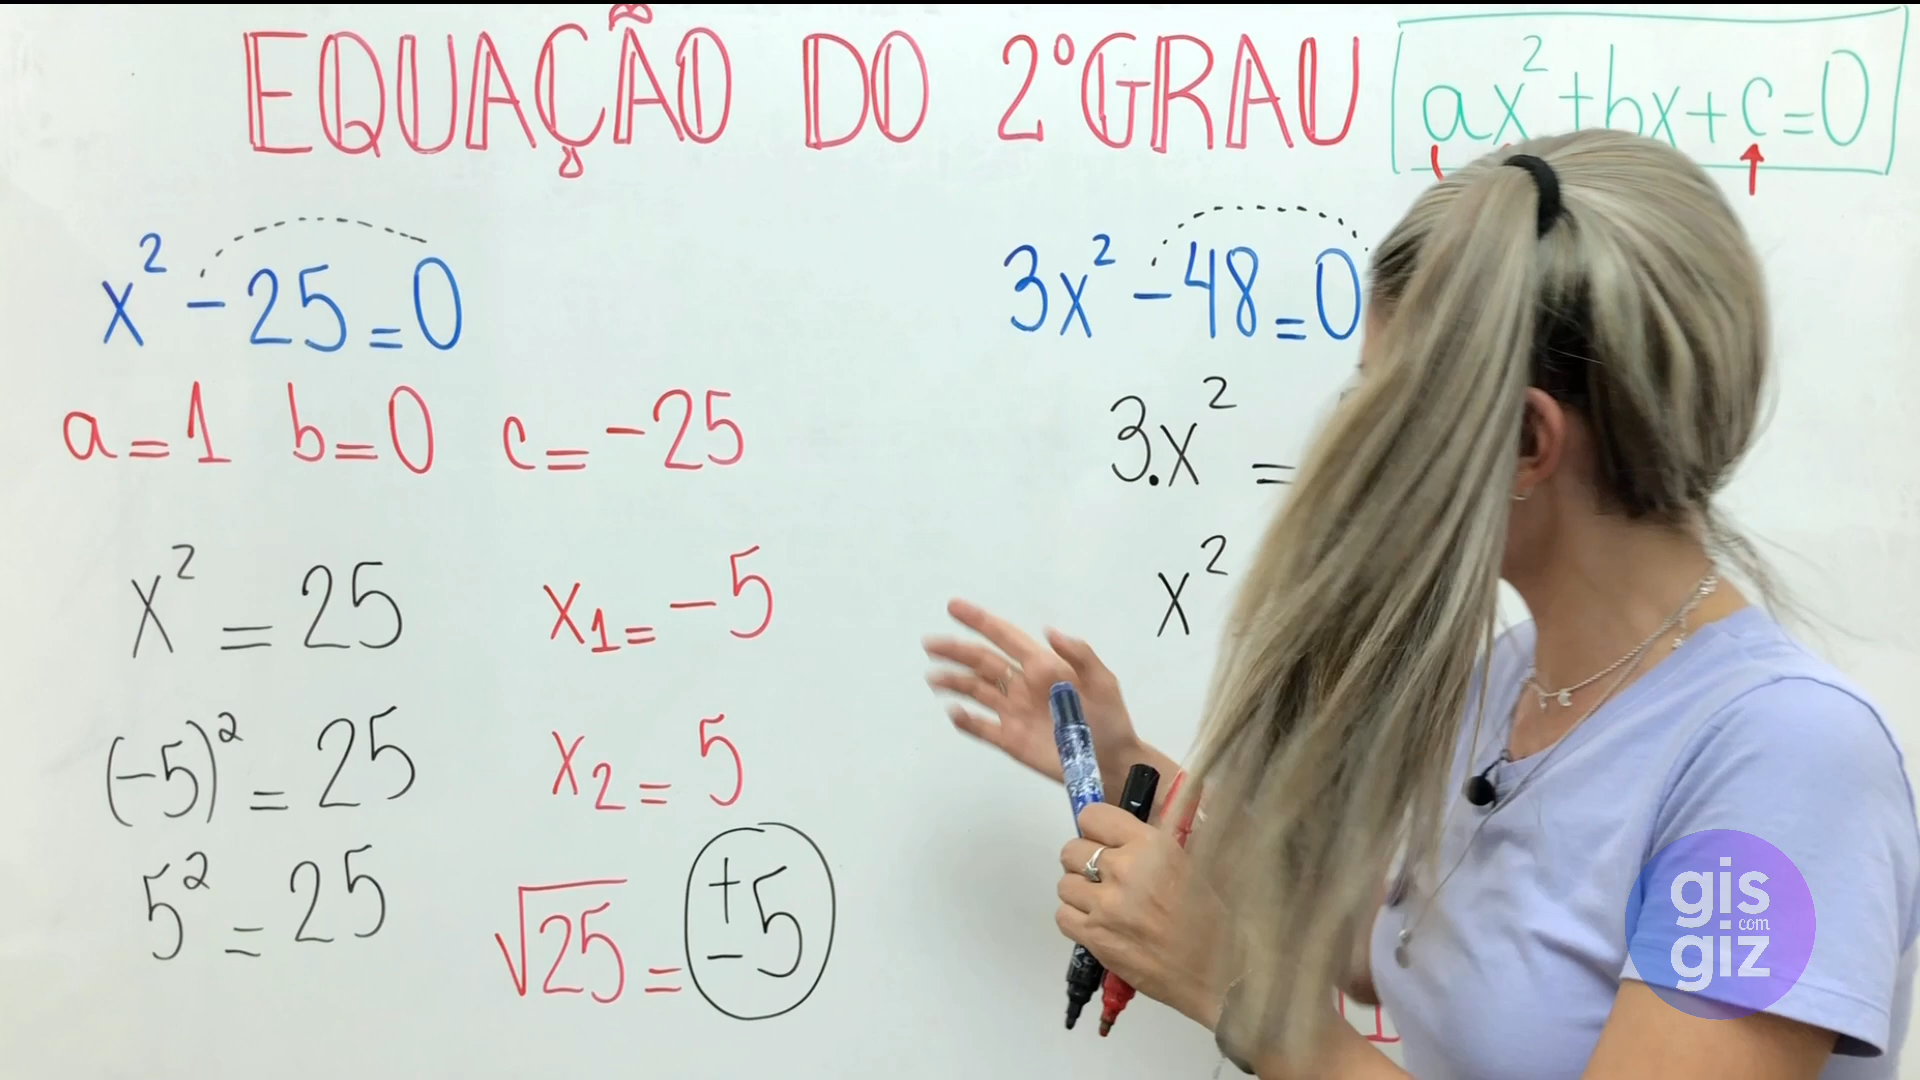 EQUAÇÃO DO 2º GRAU
ax² + bx + c = 0
x² - 25 = 0
a = 1 b = 0 c = -25
x² = 25
x₁ = -5
(-5)² = 25
x₂ = 5
5² = 25
√25 = ±5
3x² - 48 = 0
3.x² =
x²
gis
com
giz